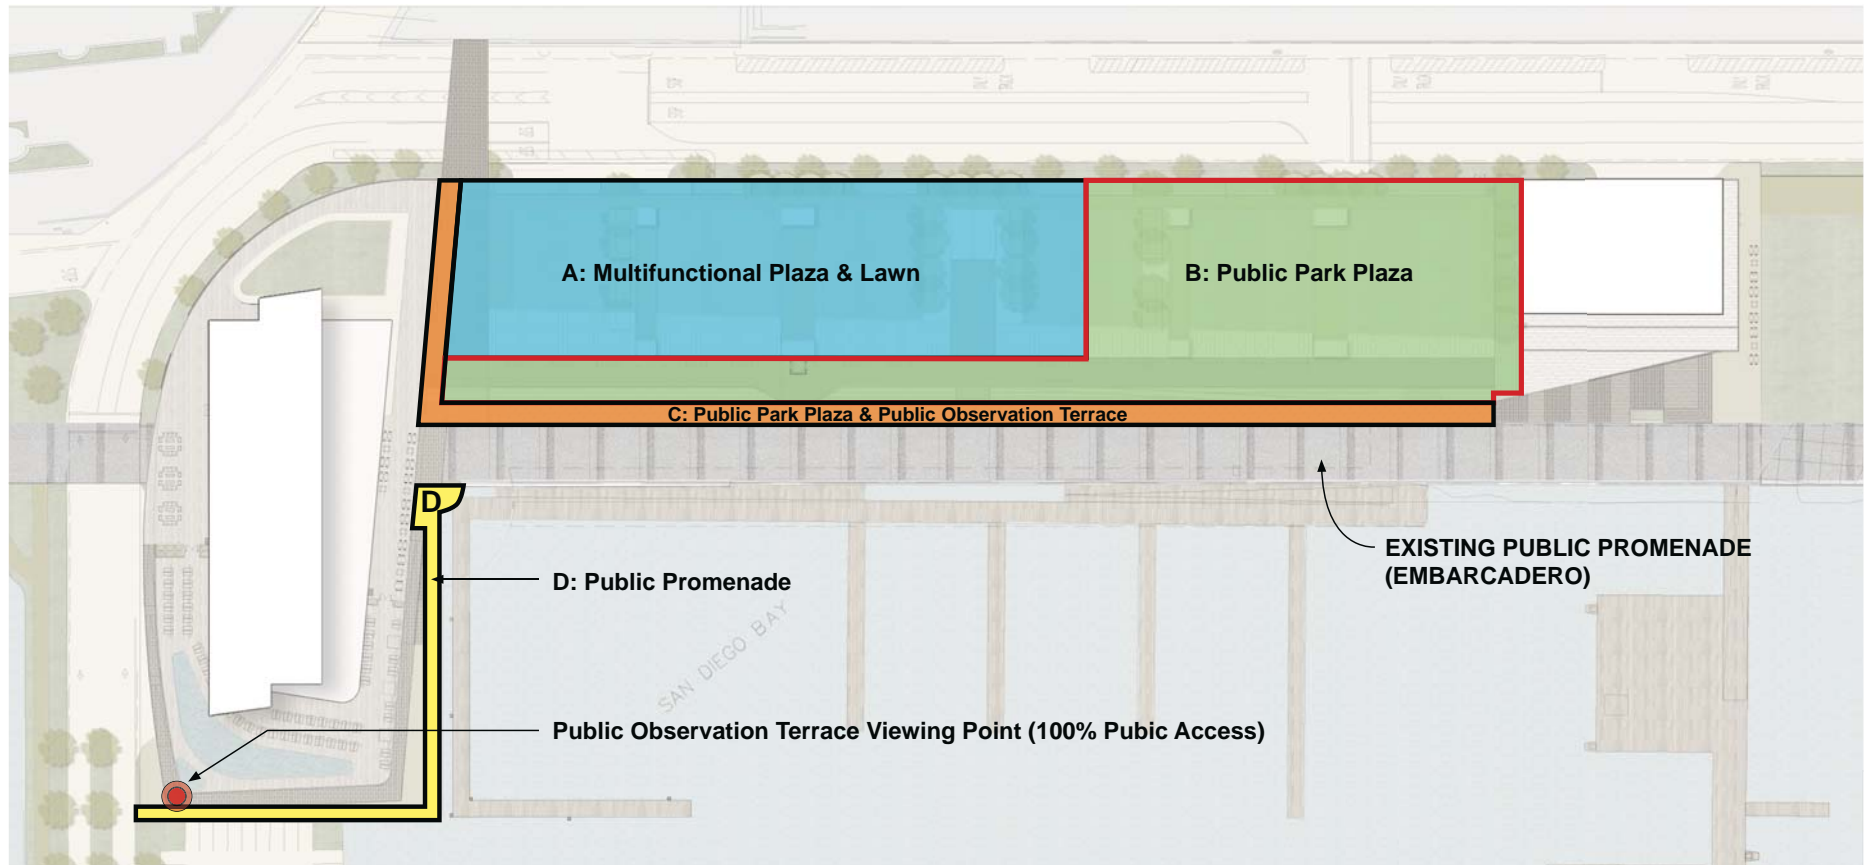 A: Multifunctional Plaza & Lawn
B: Public Park Plaza
C: Public Park Plaza & Public Observation Terrace
D
EXISTING PUBLIC PROMENADE
(EMBARCADERO)
D: Public Promenade
SAN DIEGO BAY
Public Observation Terrace Viewing Point (100% Pubic Access)